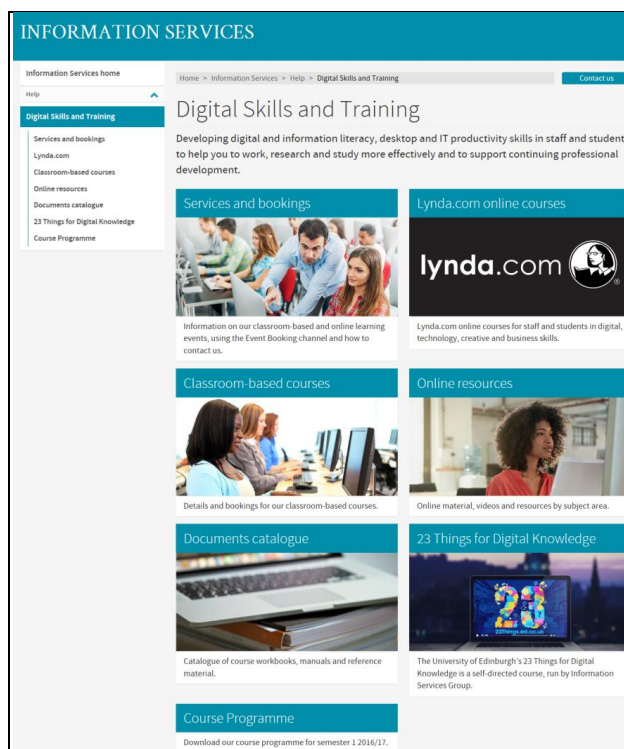 INFORMATION SERVICES
Information Services home
Help
Digital Skills and Training
Services and bookings
Lynda.com
Classroom-based courses
Online resources
Documents catalogue
23 Things for Digital Knowledge
Course Programme
Home > Information Services > Help > Digital Skills and Training
Contact us
Digital Skills and Training
Developing digital and information literacy, desktop and IT productivity skills in staff and student
to help you to work, research and study more effectively and to support continuing professional
development.
Services and bookings
Information on our classroom-based and online learning
events, using the Event Booking channel and how to
contact us.
Lynda.com online courses
lynda.com
Lynda.com online courses for staff and students in digital,
technology, creative and business skills.
Classroom-based courses
Details and bookings for our classroom-based courses.
Online resources
Online material, videos and resources by subject area.
Documents catalogue
Catalogue of course workbooks, manuals and reference
material.
23 Things for Digital Knowledge
23
23Things.ed.ac.uk
The University of Edinburgh's 23 Things for Digital
Knowledge is a self-directed course, run by Information
Services Group.
Course Programme
Download our course programme for semester 1 2016/17.